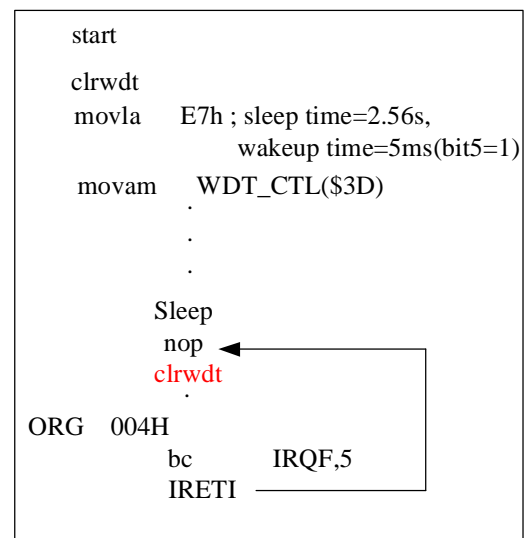 start
clrwdt
movla E7h ; sleep time=2.56s,
wakeup time=5ms(bit5=1)
movam WDT_CTL($3D)
.
.
.
Sleep
nop
clrwdt
.
ORG 004H
bc IRQF,5
IRETI